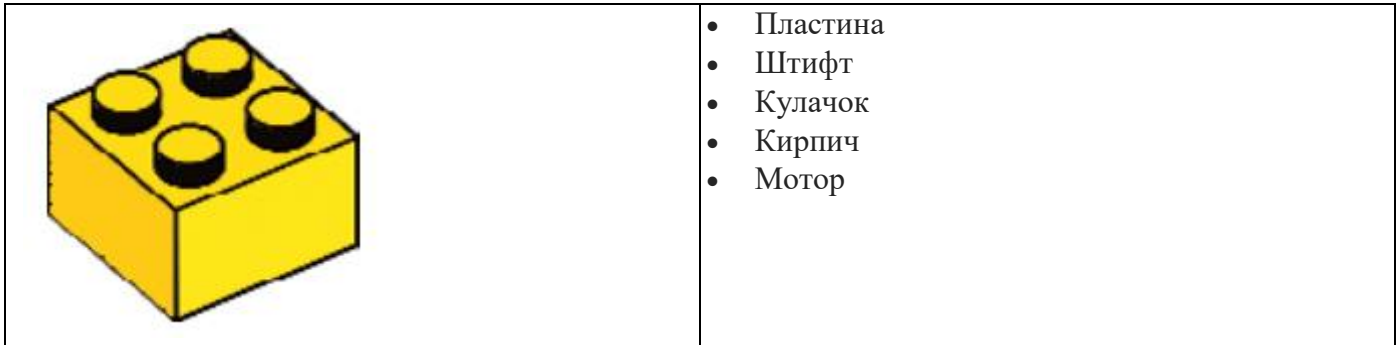 • Пластина
• Штифт
• Кулачок
• Кирпич
• Мотор